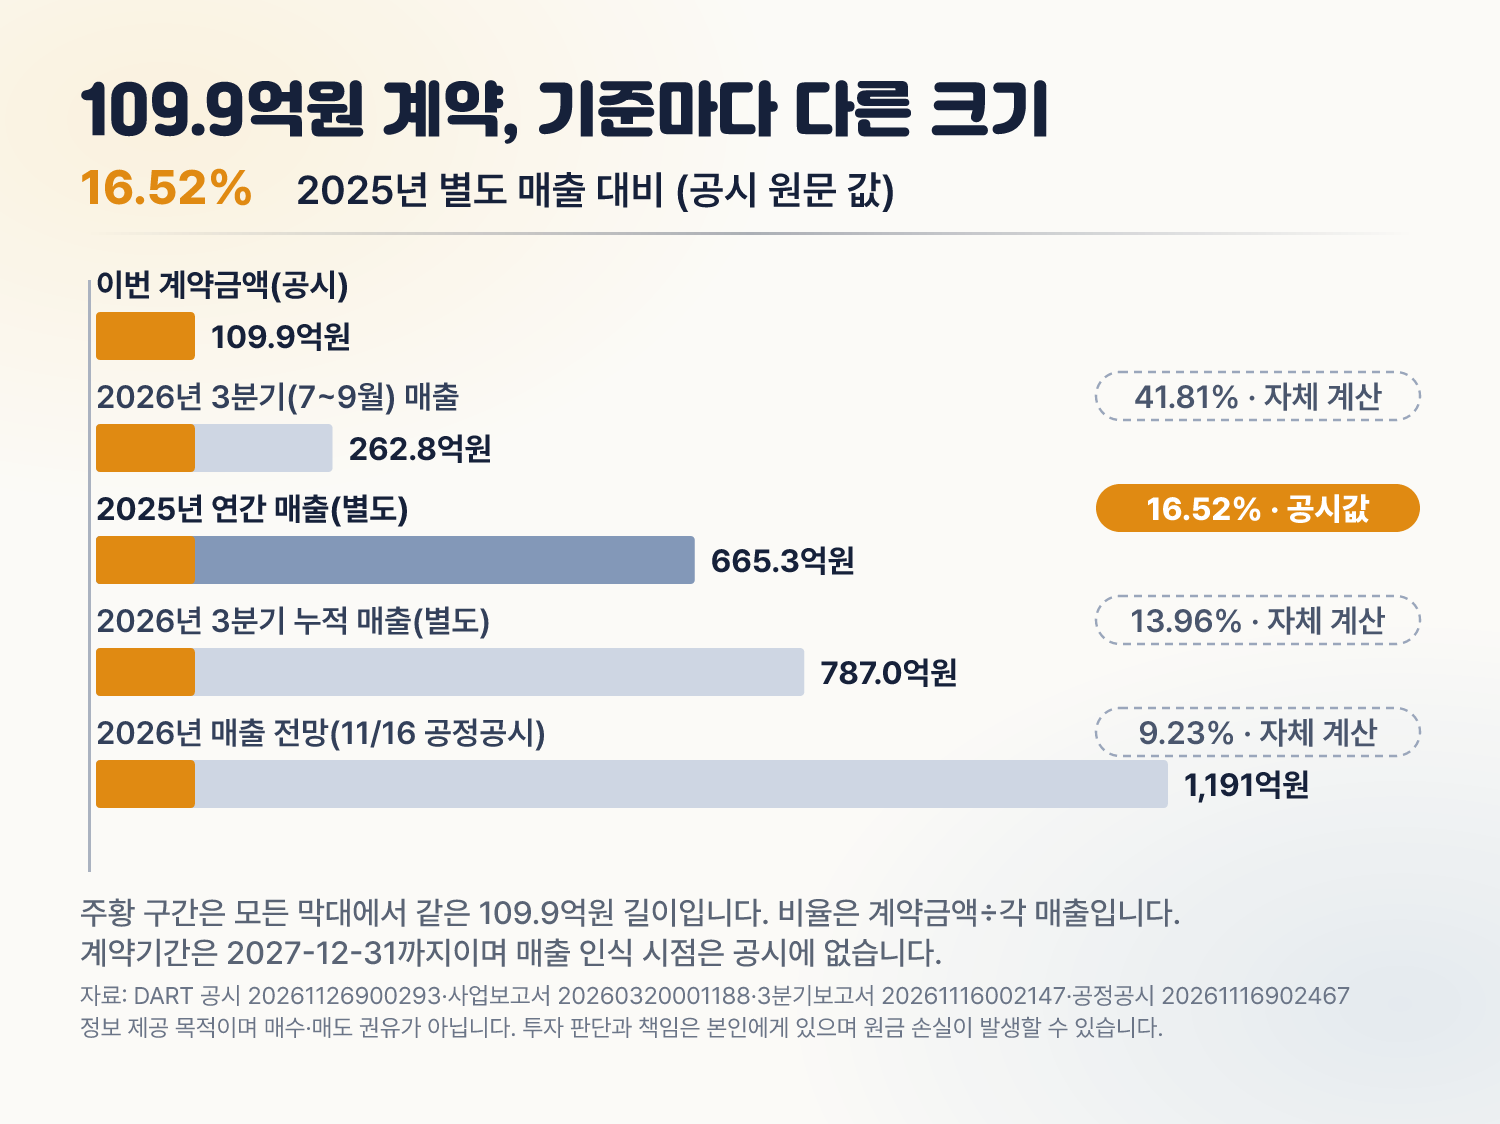 109.9억원 계약, 기준마다 다른 크기
16.52% 2025년 별도 매출 대비 (공시 원문 값)
이번 계약금액(공시)
109.9억원
2026년 3분기(7~9월) 매출
41.81% · 자체 계산
262.8억원
2025년 연간 매출(별도)
16.52% · 공시값
665.3억원
2026년 3분기 누적 매출(별도)
13.96% · 자체 계산
787.0억원
2026년 매출 전망(11/16 공정공시)
9.23% · 자체 계산
1,191억원
주황 구간은 모든 막대에서 같은 109.9억원 길이입니다. 비율은 계약금액÷각 매출입니다.
계약기간은 2027-12-31까지이며 매출 인식 시점은 공시에 없습니다.
자료: DART 공시 20261126900293·사업보고서 20260320001188·3분기보고서 20261116002147·공정공시 20261116902467
정보 제공 목적이며 매수·매도 권유가 아닙니다. 투자 판단과 책임은 본인에게 있으며 원금 손실이 발생할 수 있습니다.